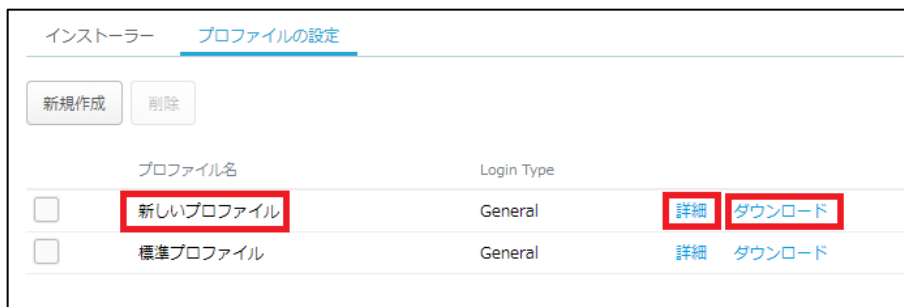 インストーラー プロファイルの設定
新規作成 削除
プロファイル名 Login Type
新しいプロファイル General 詳細 ダウンロード
標準プロファイル General 詳細 ダウンロード